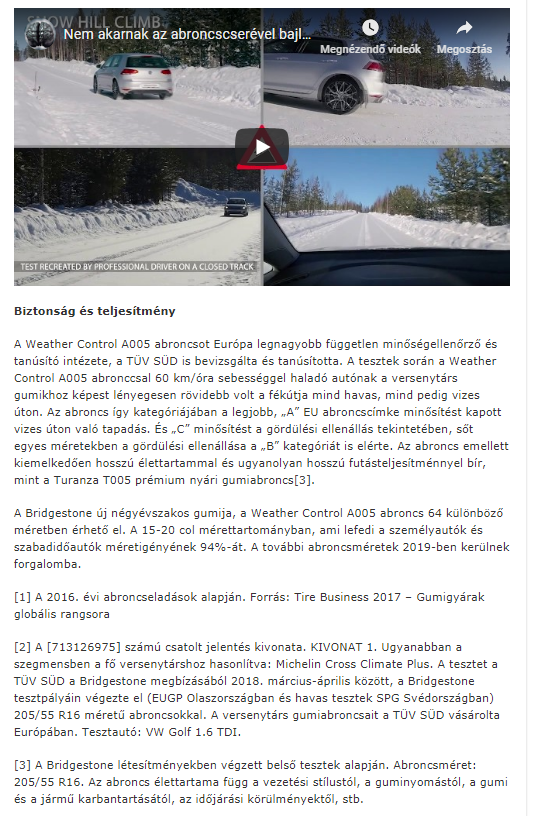 SNOW HILL CLIMB
Nem akarnak az abroncscserével bajl...
Megnézendő videók
Megosztás
TEST RECREATED BY PROFESSIONAL DRIVER ON A CLOSED TRACK
Biztonság és teljesítmény
A Weather Control A005 abroncsot Európa legnagyobb független minőségellenőrző és
tanúsító intézete, a TÜV SÜD is bevizsgálta és tanúsította. A tesztek során a Weather
Control A005 abronccsal 60 km/óra sebességgel haladó autónak a versenytárs
gumikhoz képest lényegesen rövidebb volt a fékútja mind havas, mind pedig vizes
úton. Az abroncs így kategóriájában a legjobb, „A” EU abroncscímke minősítést kapott
vizes úton való tapadás. És „C” minősítést a gördülési ellenállás tekintetében, sőt
egyes méretekben a gördülési ellenállása a „B” kategóriát is elérte. Az abroncs emellett
kiemelkedően hosszú élettartammal és ugyanolyan hosszú futásteljesítménnyel bír,
mint a Turanza T005 prémium nyári gumiabroncs[3].
A Bridgestone új négyévszakos gumija, a Weather Control A005 abroncs 64 különböző
méretben érhető el. A 15-20 col mérettartományban, ami lefedi a személyautók és
szabadidőautók méretigényének 94%-át. A további abroncsméretek 2019-ben kerülnek
forgalomba.
[1] A 2016. évi abroncseladások alapján. Forrás: Tire Business 2017 – Gumigyárak
globális rangsora
[2] A [713126975] számú csatolt jelentés kivonata. KIVONAT 1. Ugyanabban a
szegmensben a fő versenytárshoz hasonlítva: Michelin Cross Climate Plus. A tesztet a
TÜV SÜD a Bridgestone megbízásából 2018. március-április között, a Bridgestone
tesztpályáin végezte el (EUGP Olaszországban és havas tesztek SPG Svédországban)
205/55 R16 méretű abroncsokkal. A versenytárs gumiabroncsait a TÜV SÜD vásárolta
Európában. Tesztautó: VW Golf 1.6 TDI.
[3] A Bridgestone létesítményekben végzett belső tesztek alapján. Abroncsméret:
205/55 R16. Az abroncs élettartama függ a vezetési stílustól, a guminyomástól, a gumi
és a jármű karbantartásától, az időjárási körülményektől, stb.